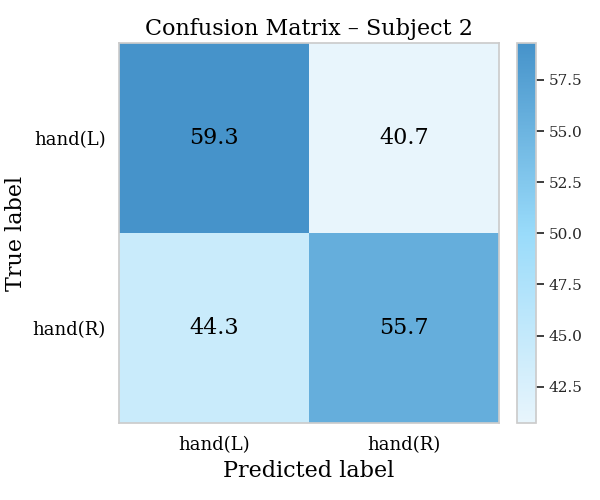 Confusion Matrix – Subject 2
hand(L)
hand(R)
True label
59.3
40.7
44.3
55.7
hand(L)
hand(R)
Predicted label
57.5
55.0
52.5
50.0
47.5
45.0
42.5